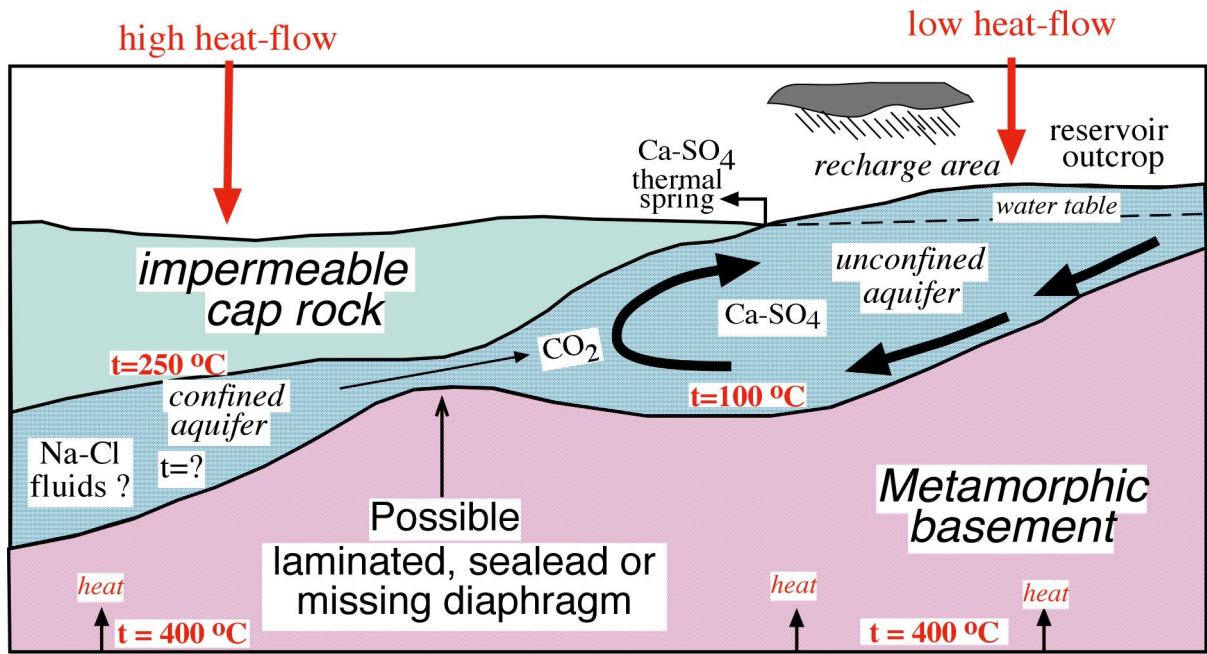 high heat-flow
low heat-flow
Ca-SO4
thermal
spring
recharge area
reservoir
outcrop
water table
impermeable
cap rock
unconfined
aquifer
Ca-SO4
CO2
t=250 ºC
confined
aquifer
t=100 ºC
Na-Cl
fluids ?
t=?
Possible
laminated, sealead or
missing diaphragm
Metamorphic
basement
heat
heat
heat
t = 400 ºC
t = 400 ºC